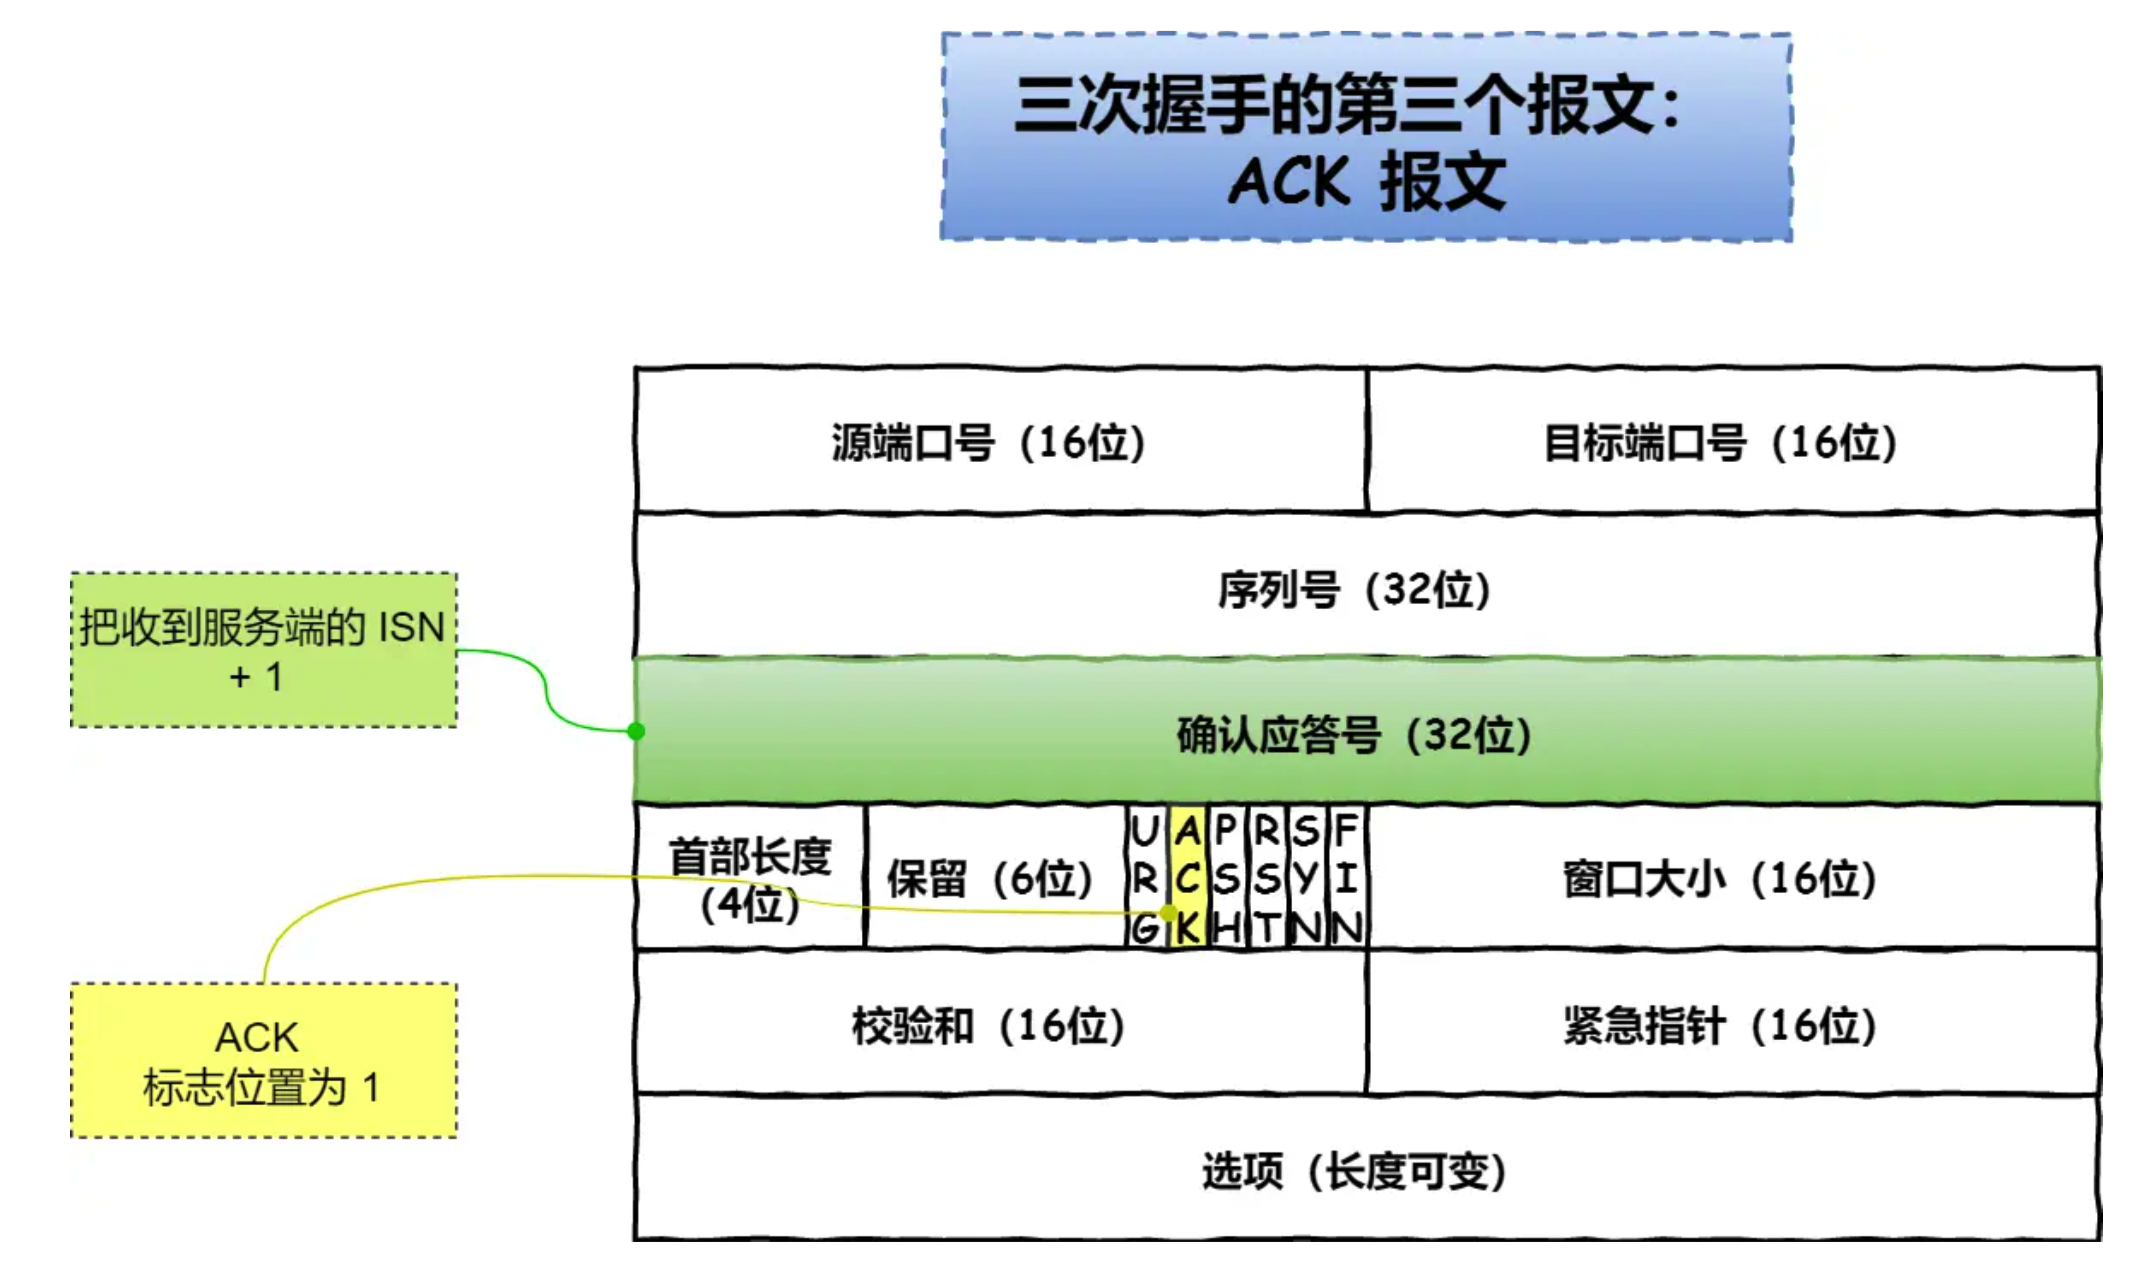 三次握手的第三个报文：
ACK 报文
源端口号（16位）
目标端口号（16位）
序列号（32位）
把收到服务端的 ISN
+ 1
确认应答号（32位）
首部长度
（4位）
保留（6位）
URG
ACK
PSH
RST
SYN
FIN
窗口大小（16位）
ACK
标志位置为 1
校验和（16位）
紧急指针（16位）
选项（长度可变）